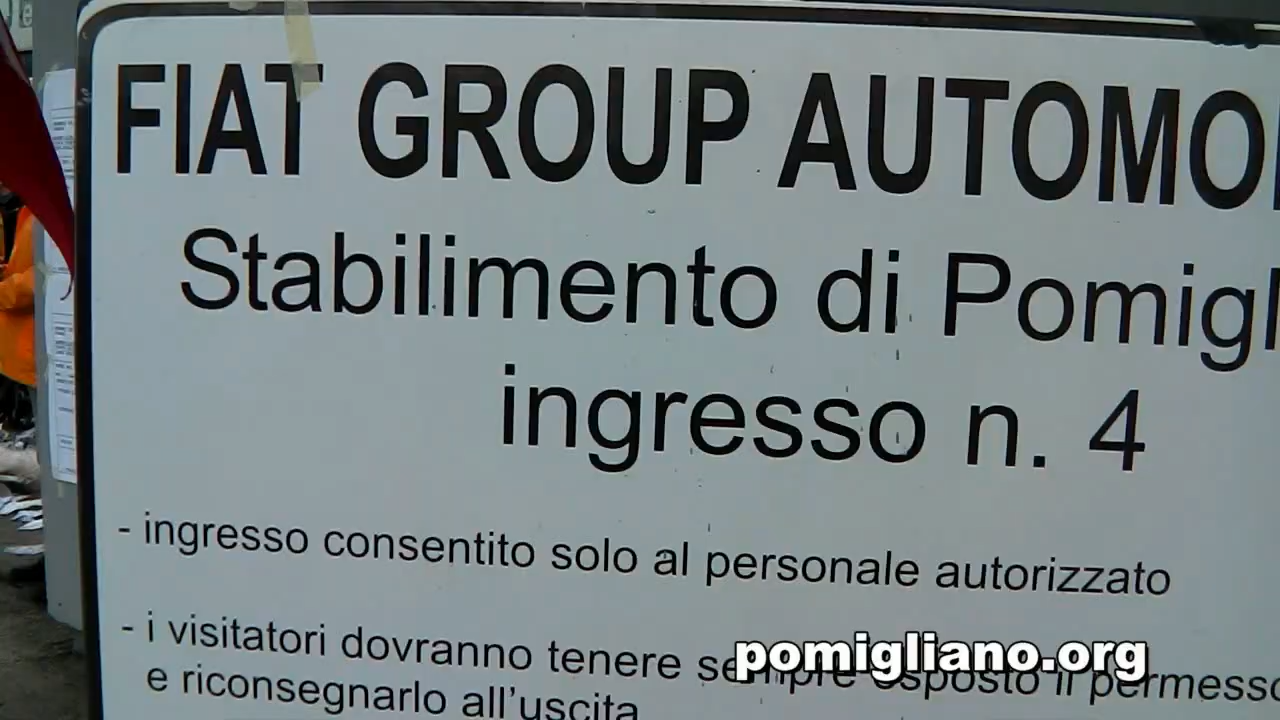 FIAT GROUP AUTOMO
Stabilimento di Pomigl
ingresso n. 4
- ingresso consentito solo al personale autorizzato
- i visitatori dovranno tenere sempre esposto il permesso
e riconsegnarlo all'uscita
pomigliano.org